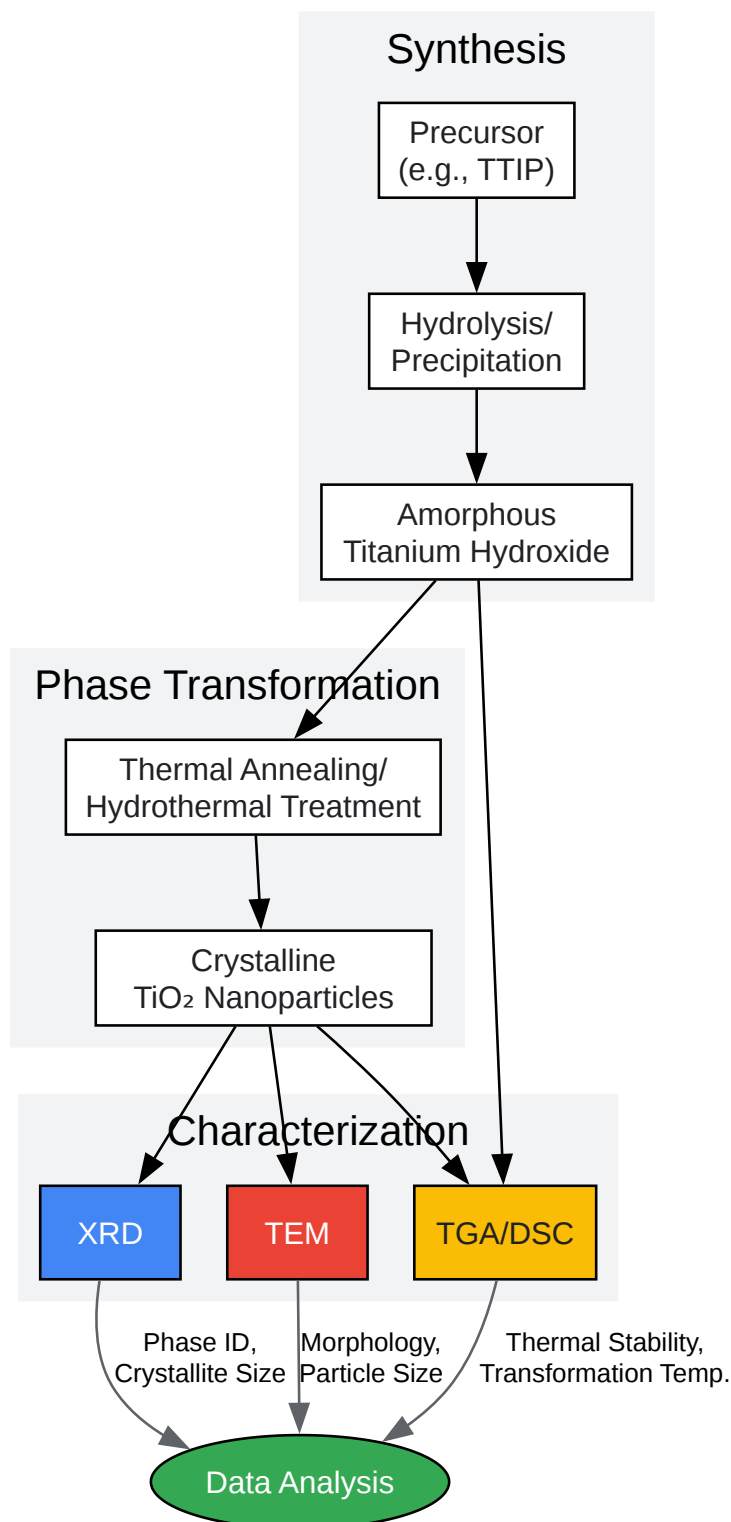 Synthesis
Precursor
(e.g., TTIP)
Hydrolysis/
Precipitation
Amorphous
Titanium Hydroxide
Phase Transformation
Thermal Annealing/
Hydrothermal Treatment
Crystalline
TiO₂ Nanoparticles
Characterization
XRD
TEM
TGA/DSC
Phase ID,
Crystallite Size
Morphology,
Particle Size
Thermal Stability,
Transformation Temp.
Data Analysis